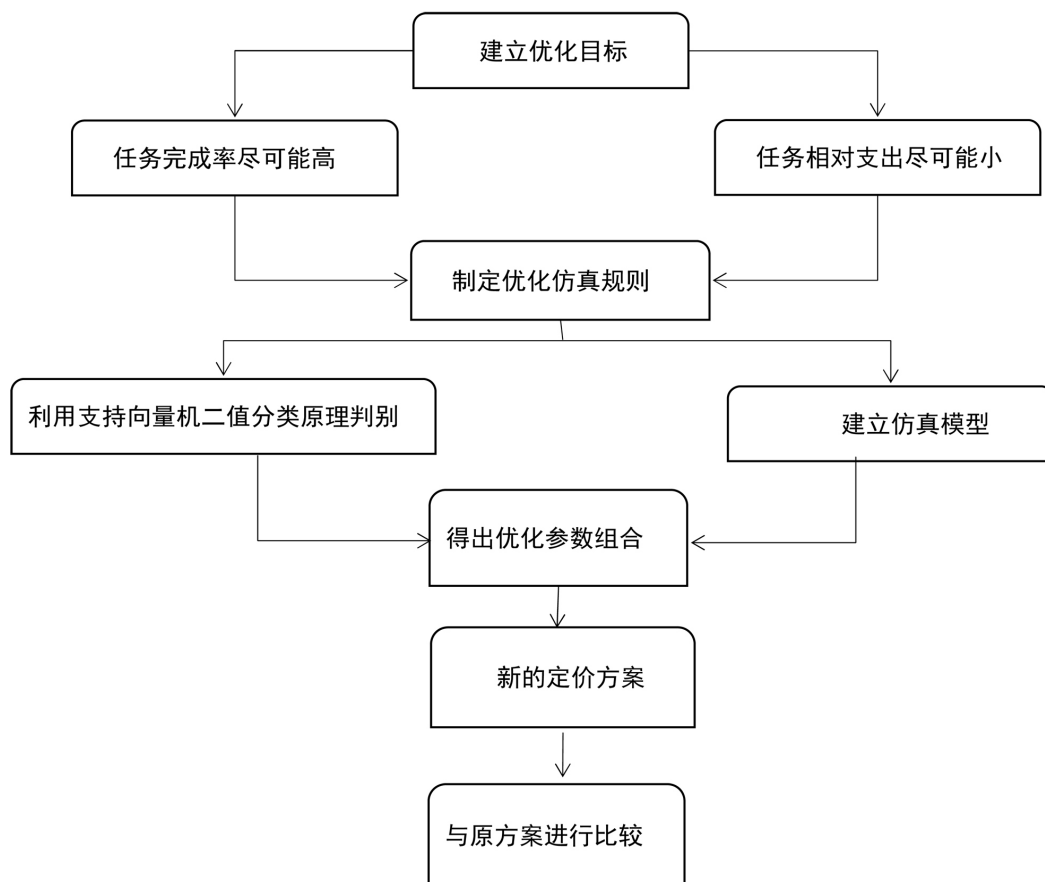 建立优化目标
任务完成率尽可能高
任务相对支出尽可能小
制定优化仿真规则
利用支持向量机二值分类原理判别
建立仿真模型
得出优化参数组合
新的定价方案
与原方案进行比较